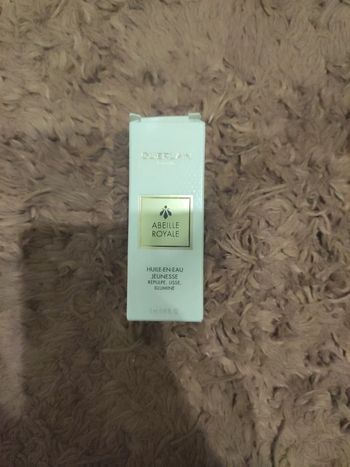 GUERLAIN
ABEILLE
ROYALE
HUILE-EN-EAU
JEUNESSE
REPULPE, LISSE,
ILLUMINE